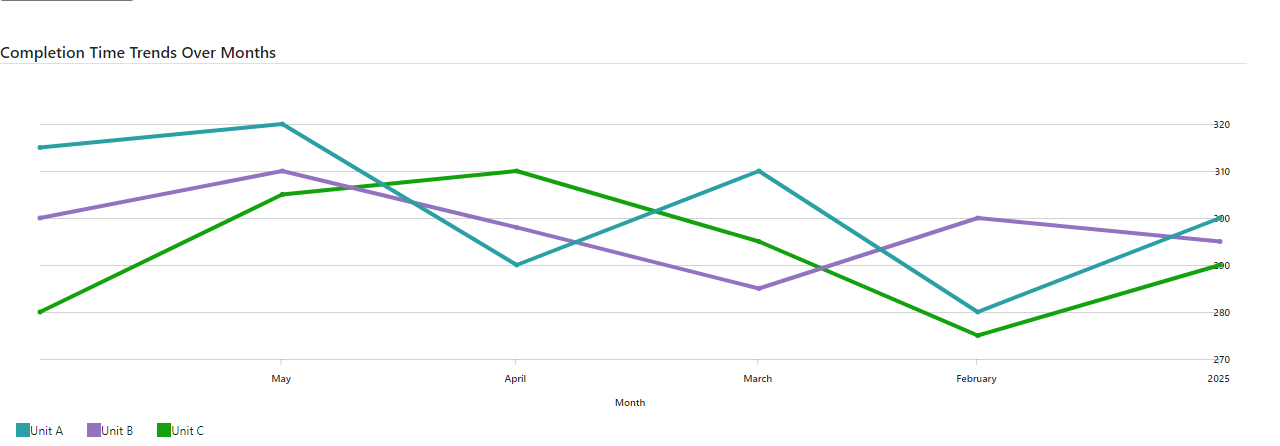 Completion Time Trends Over Months
320
310
300
290
280
270
May April March February 2025
Month
Unit A Unit B Unit C